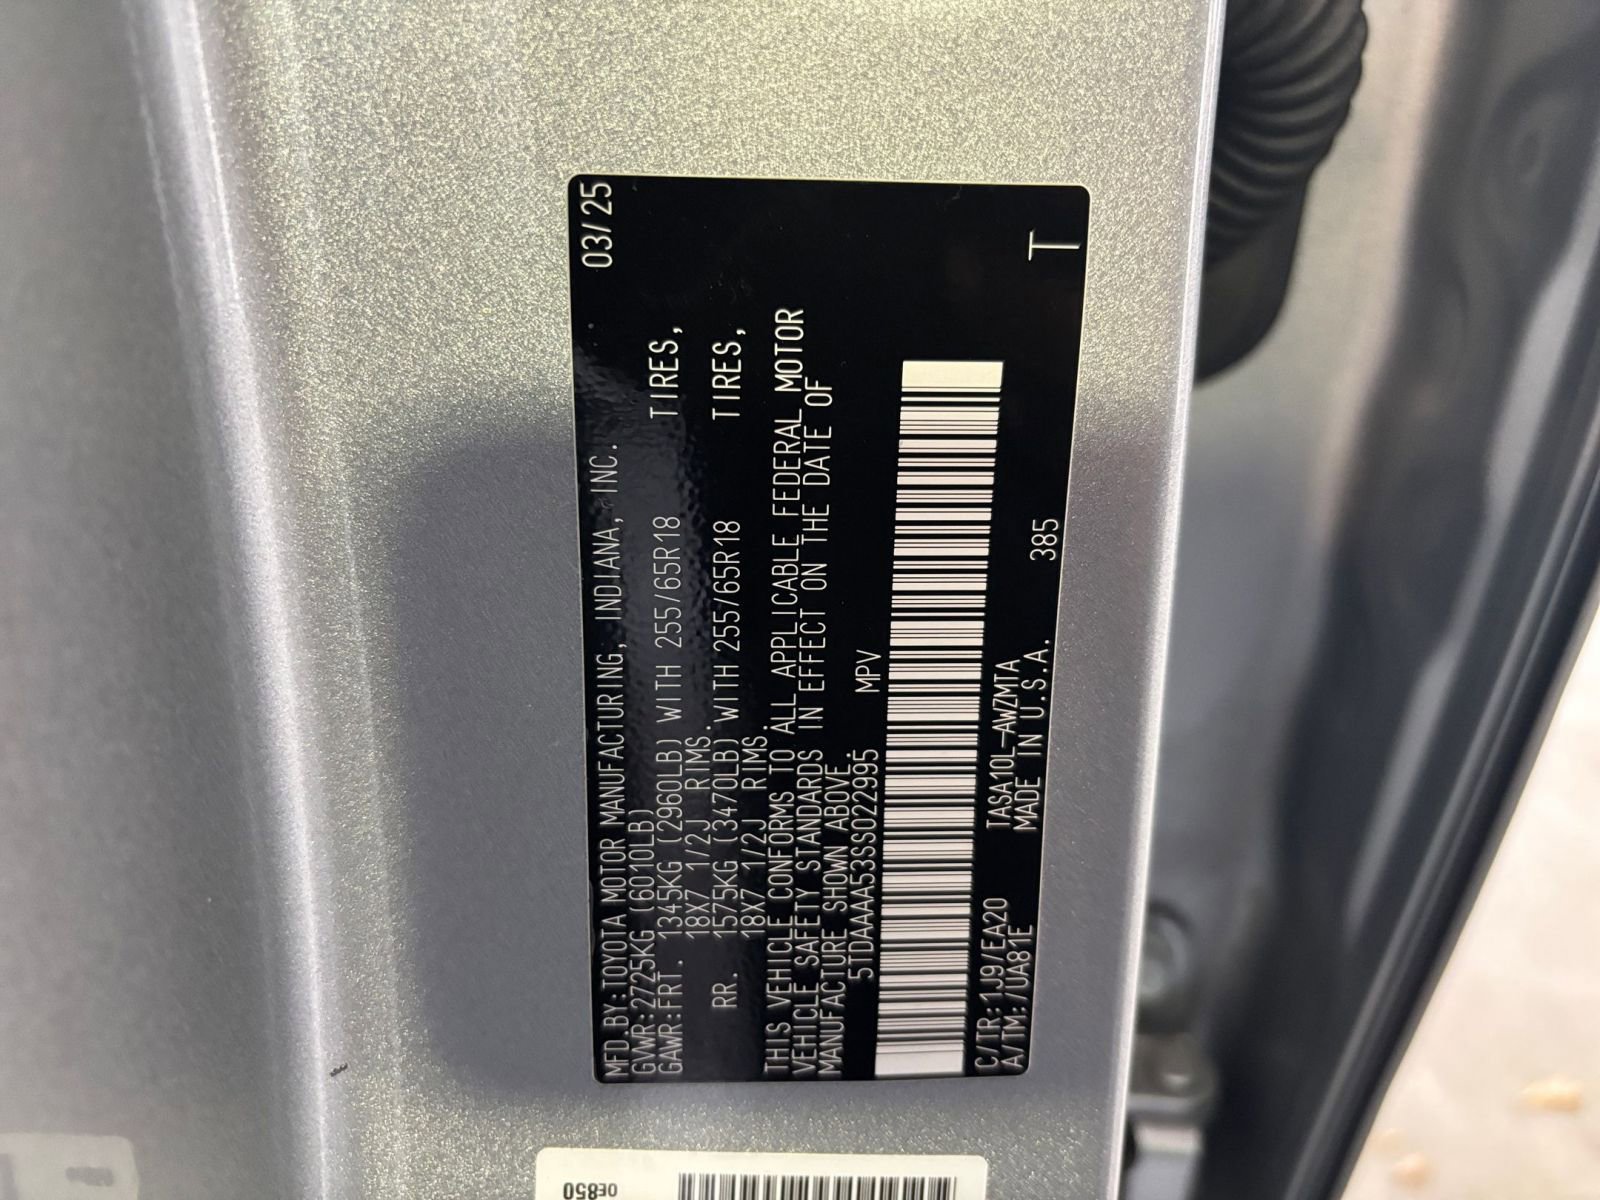 MFD.BY:TOYOTA MOTOR MANUFACTURING, INDIANA, INC. 03/25
GVWR:2725KG (6010LB)
GAWR:FRT. 1345KG (2960LB) WITH 255/65R18 TIRES,
18X7 1/2J RIMS.
RR. 1575KG (3470LB) WITH 255/65R18 TIRES,
18X7 1/2J RIMS.
THIS VEHICLE CONFORMS TO ALL APPLICABLE FEDERAL MOTOR
VEHICLE SAFETY STANDARDS IN EFFECT ON THE DATE OF
MANUFACTURE SHOWN ABOVE.
5TDAAAA53SS022995 MPV
C/TR:1J9/EA20 TASA10L-AWZMTA
A/TM:/UA81E MADE IN U.S.A. 385 T
0E850